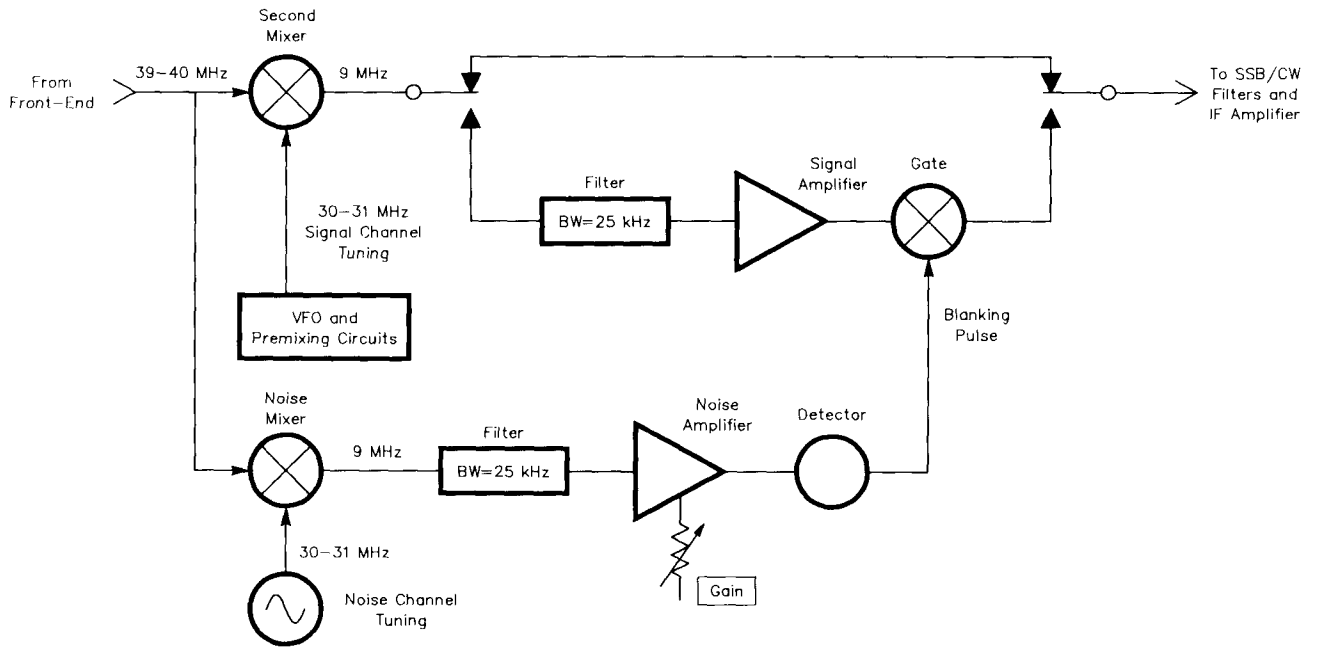 Second
Mixer
From
Front-End
39-40 MHz
9 MHz
To SSB/CW
Filters and
IF Amplifier
30-31 MHz
Signal Channel
Tuning
Filter
BW=25 kHz
Signal
Amplifier
Gate
VFO and
Premixing Circuits
Blanking
Pulse
Noise
Mixer
9 MHz
Filter
BW=25 kHz
Noise
Amplifier
Detector
30-31 MHz
Gain
Noise Channel
Tuning